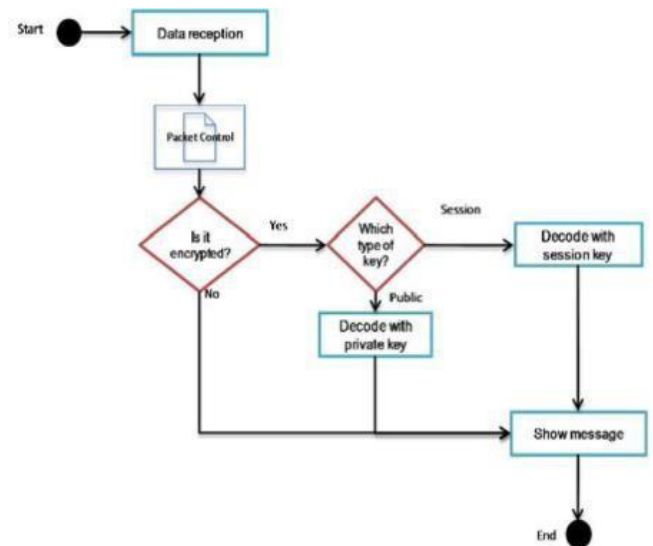 Start
Data reception
Packet Control
Is it
encrypted?
Yes
Which
type of
key?
Session
Decode with
session key
No
Public
Decode with
private key
Show message
End